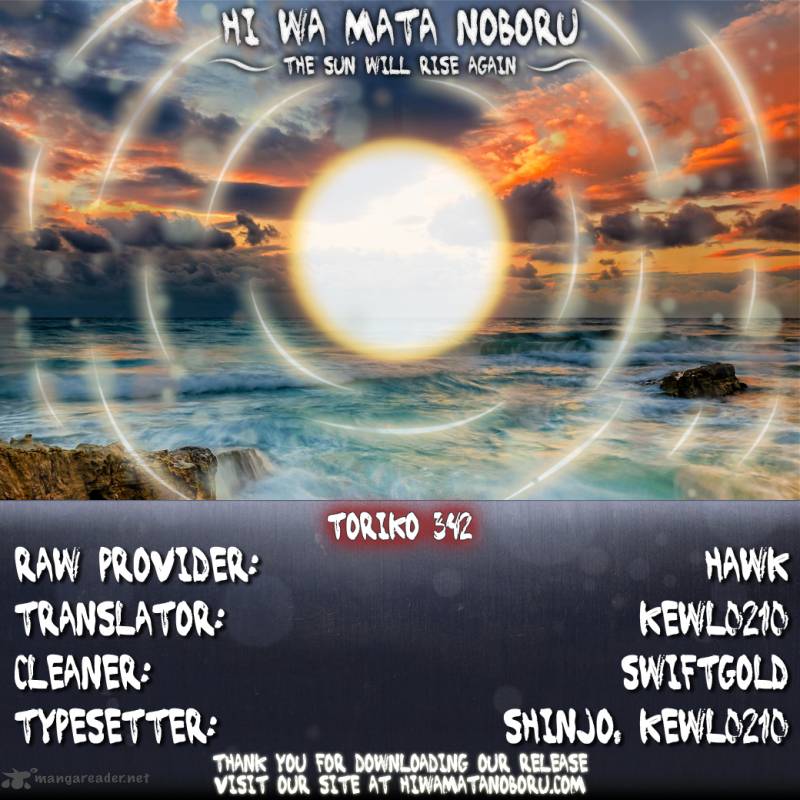 HI WA MATA NOBORU
THE SUN WILL RISE AGAIN
TORIKO 342
RAW PROVIDER: HAWK
TRANSLATOR: KEWL0210
CLEANER: SWIFTGOLD
TYPESETTER: SHINJO, KEWL0210
THANK YOU FOR DOWNLOADING OUR RELEASE
VISIT OUR SITE AT HIWAMATANOBORU.COM
mangareader.net